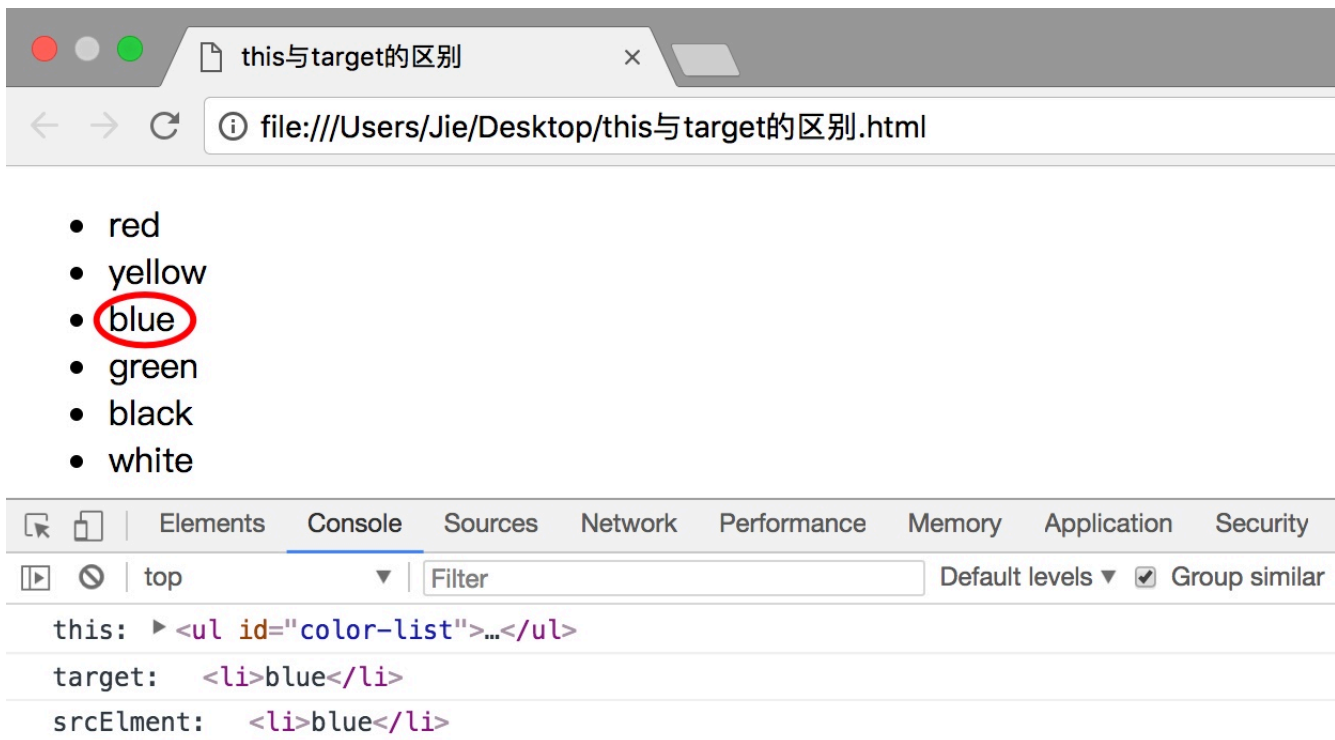 this与target的区别
file:///Users/Jie/Desktop/this与target的区别.html
red
yellow
blue
green
black
white
Elements Console Sources Network Performance Memory Application Security
top Filter Default levels Group similar
this: <ul id="color-list">…</ul>
target: <li>blue</li>
srcElment: <li>blue</li>